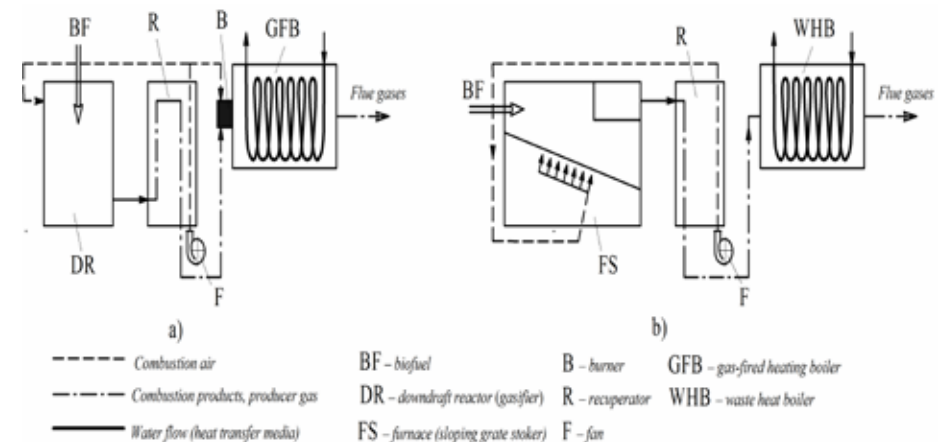 BF R B GFB
Flue gases
DR
F
a)
R WHB
BF
Flue gases
FS
F
b)
Combustion air
Combustion products, producer gas
Water flow (heat transfer media)
BF – biofuel
DR – downdraft reactor (gasifier)
FS – furnace (sloping grate stoker)
B – burner
R – recuperator
F – fan
GFB – gas-fired heating boiler
WHB – waste heat boiler